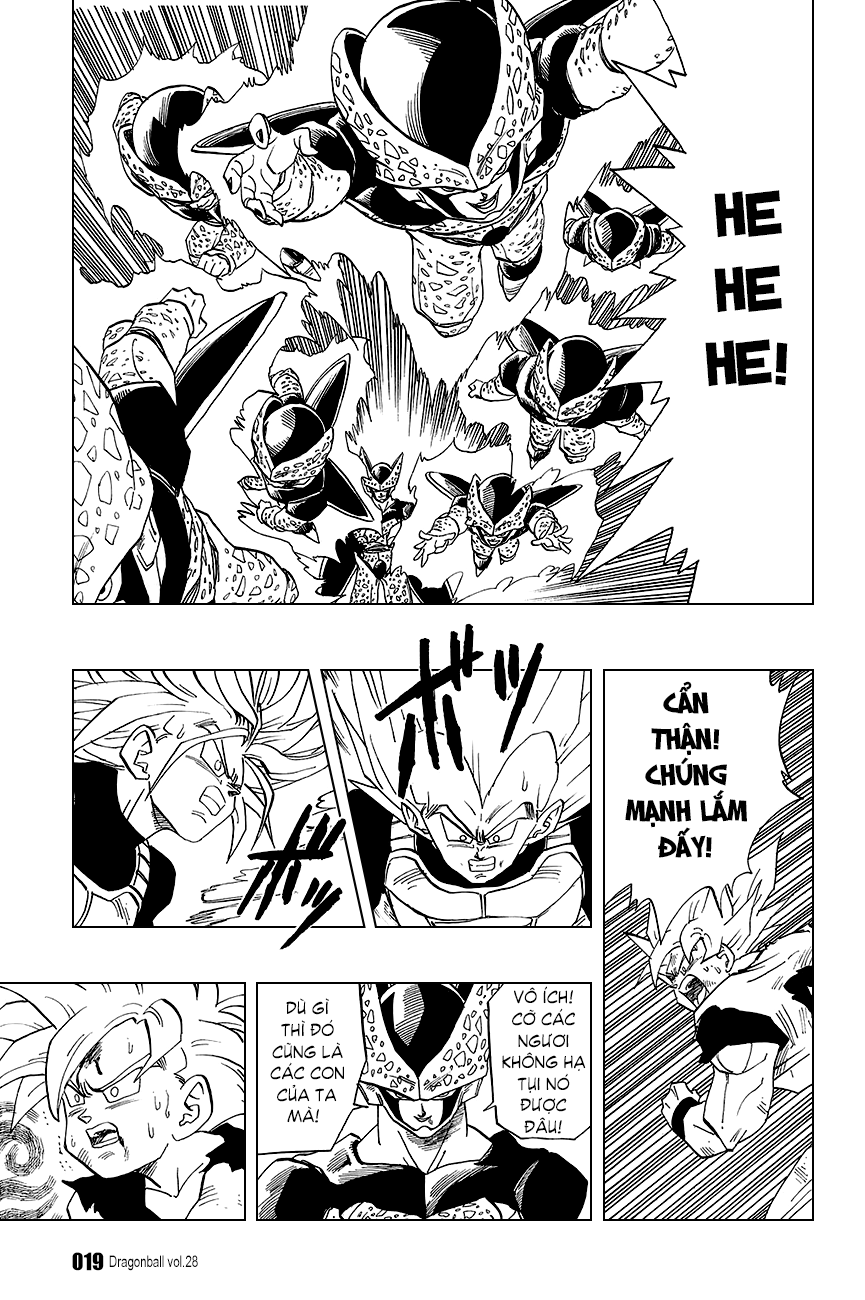 HE
HE
HE!
CẨN
THẬN!
CHÚNG
MẠNH LẮM
ĐẤY!
VÔ ÍCH!
CỠ CÁC
NGƯƠI
KHÔNG HẠ
TỤI NÓ
ĐƯỢC
ĐÂU!
DÙ GÌ
THÌ ĐÓ
CŨNG LÀ
CÁC CON
CỦA TA
MÀ!
019 Dragonball vol.28